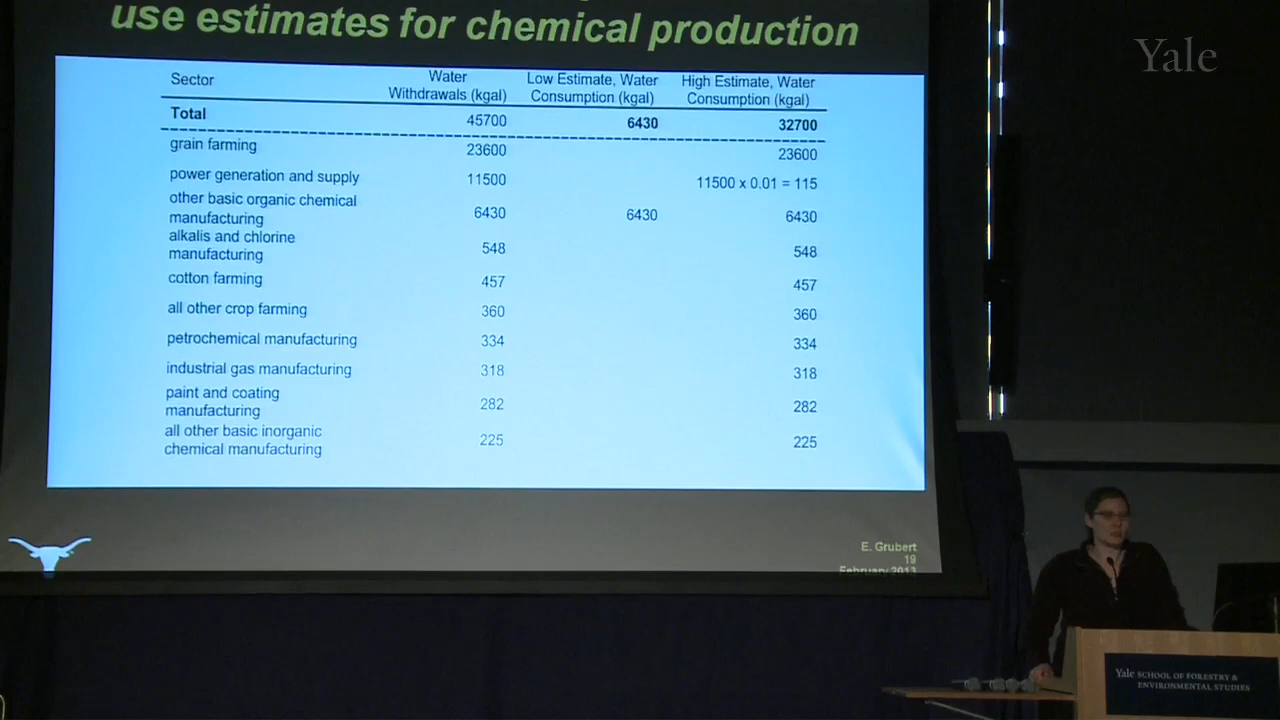 use estimates for chemical production
Yale
Sector Water Withdrawals (kgal) Low Estimate, Water Consumption (kgal) High Estimate, Water Consumption (kgal)
Total 45700 6430 32700
grain farming 23600 23600
power generation and supply 11500 11500 x 0.01 = 115
other basic organic chemical manufacturing 6430 6430 6430
alkalis and chlorine manufacturing 548 548
cotton farming 457 457
all other crop farming 360 360
petrochemical manufacturing 334 334
industrial gas manufacturing 318 318
paint and coating manufacturing 282 282
all other basic inorganic chemical manufacturing 225 225
E. Grubert
19
February 2013
Yale SCHOOL OF FORESTRY &
ENVIRONMENTAL STUDIES